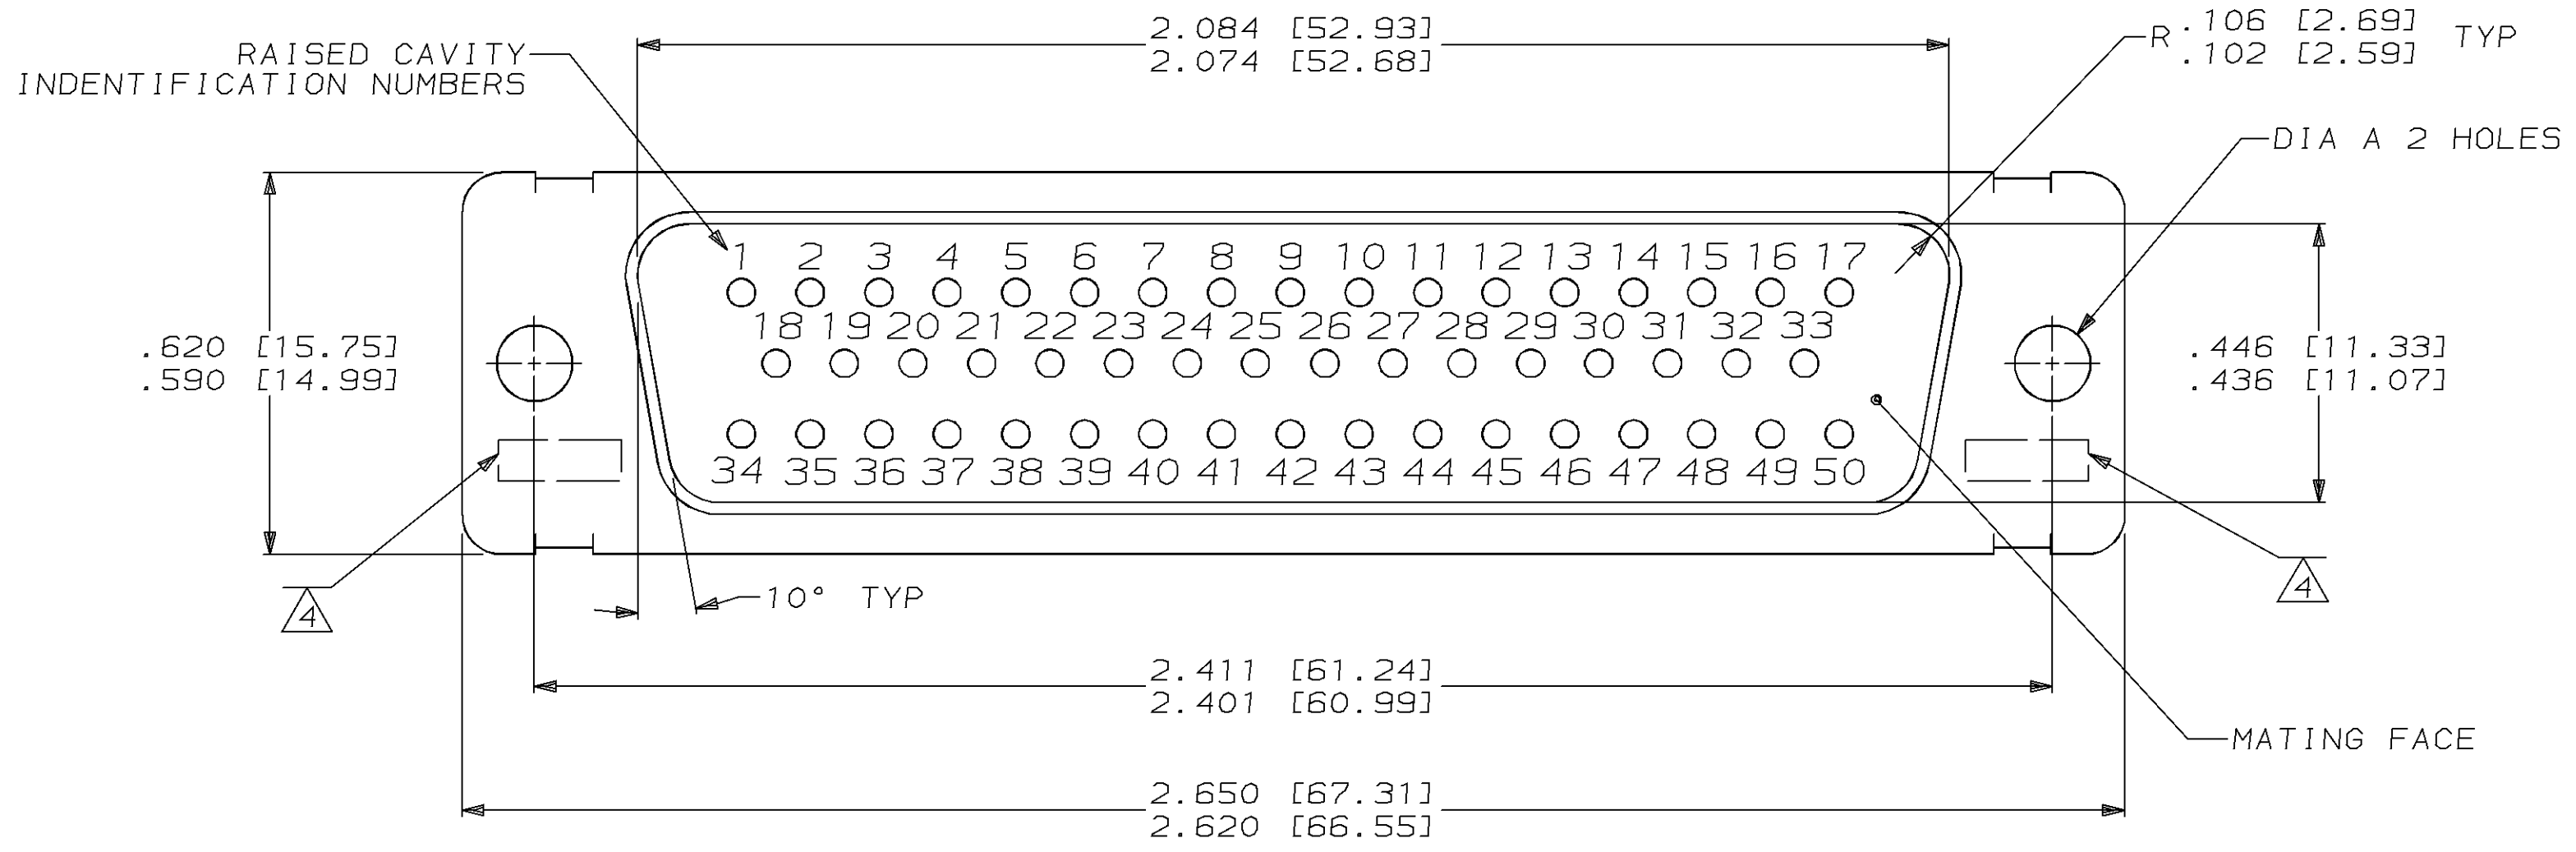 RAISED CAVITY
INDENTIFICATION NUMBERS
2.084 [52.93]
2.074 [52.68]
R .106 [2.69] TYP
.102 [2.59]
DIA A 2 HOLES
1 2 3 4 5 6 7 8 9 10 11 12 13 14 15 16 17
18 19 20 21 22 23 24 25 26 27 28 29 30 31 32 33
.620 [15.75]
.590 [14.99]
.446 [11.33]
.436 [11.07]
34 35 36 37 38 39 40 41 42 43 44 45 46 47 48 49 50
4
4
10° TYP
2.411 [61.24]
2.401 [60.99]
MATING FACE
2.650 [67.31]
2.620 [66.55]